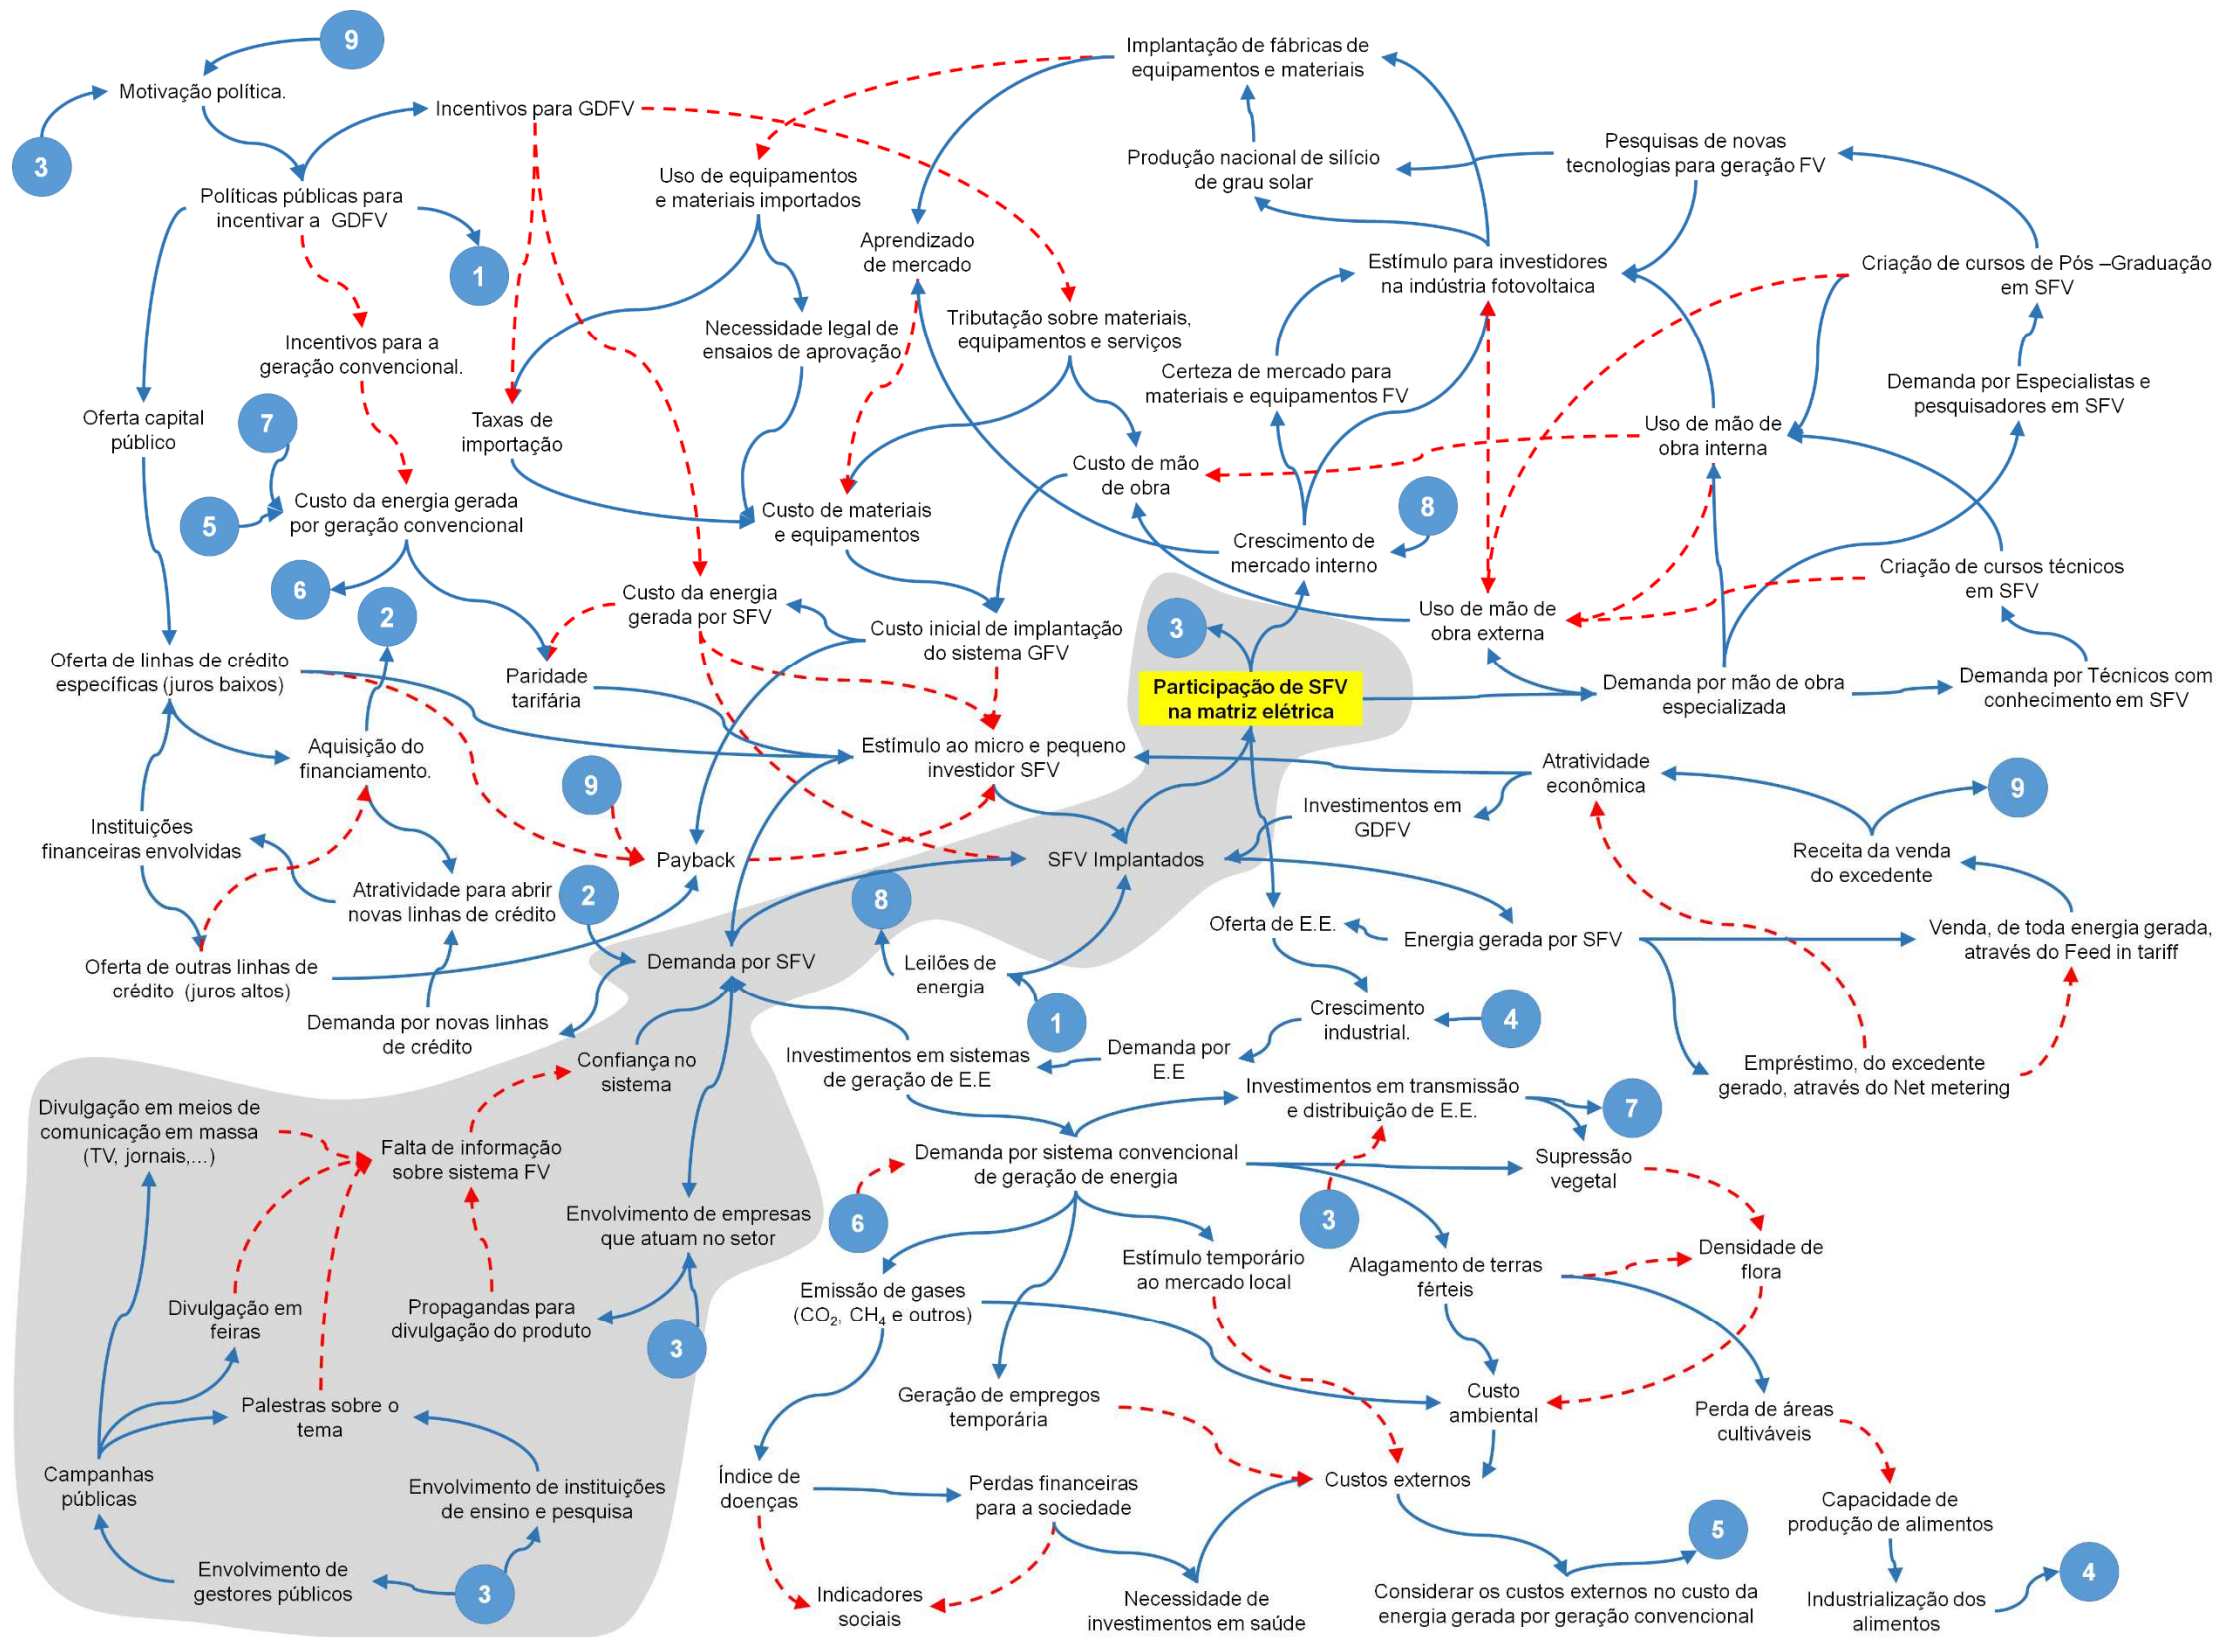 9
Motivação política.
3
Incentivos para GDFV
Implantação de fábricas de
equipamentos e materiais
Políticas públicas para
incentivar a GDFV
1
Uso de equipamentos
e materiais importados
Produção nacional de silício
de grau solar
Pesquisas de novas
tecnologias para geração FV
Aprendizado
de mercado
Estímulo para investidores
na indústria fotovoltaica
Criação de cursos de Pós –Graduação
em SFV
Incentivos para a
geração convencional.
Necessidade legal de
ensaios de aprovação
Tributação sobre materiais,
equipamentos e serviços
Certeza de mercado para
materiais e equipamentos FV
Demanda por Especialistas e
pesquisadores em SFV
Oferta capital
público
7
Taxas de
importação
Uso de mão de
obra interna
5
Custo da energia gerada
por geração convencional
Custo de materiais
e equipamentos
Custo de mão
de obra
8
Crescimento de
mercado interno
6
2
Custo da energia
gerada por SFV
Custo inicial de implantação
do sistema GFV
3
Uso de mão de
obra externa
Criação de cursos técnicos
em SFV
Oferta de linhas de crédito
específicas (juros baixos)
Paridade
tarifária
Participação de SFV
na matriz elétrica
Demanda por mão de obra
especializada
Demanda por Técnicos com
conhecimento em SFV
Aquisição do
financiamento.
9
Estímulo ao micro e pequeno
investidor SFV
Atratividade
econômica
9
Investimentos em
GDFV
Instituições
financeiras envolvidas
Payback
SFV Implantados
Receita da venda
do excedente
Atratividade para abrir
novas linhas de crédito
2
8
Oferta de E.E.
Energia gerada por SFV
Venda, de toda energia gerada,
através do Feed in tariff
Oferta de outras linhas de
crédito (juros altos)
Demanda por SFV
Leilões de
energia
1
Crescimento
industrial.
4
Demanda por novas linhas
de crédito
Confiança no
sistema
Investimentos em sistemas
de geração de E.E
Demanda por
E.E
Empréstimo, do excedente
gerado, através do Net metering
Investimentos em transmissão
e distribuição de E.E.
7
Divulgação em meios de
comunicação em massa
(TV, jornais,...)
Falta de informação
sobre sistema FV
Demanda por sistema convencional
de geração de energia
Supressão
vegetal
6
3
Envolvimento de empresas
que atuam no setor
Estímulo temporário
ao mercado local
Alagamento de terras
férteis
Densidade de
flora
Divulgação em
feiras
Propagandas para
divulgação do produto
3
Emissão de gases
(CO₂, CH₄ e outros)
Palestras sobre o
tema
Geração de empregos
temporária
Custo
ambiental
Perda de áreas
cultiváveis
Campanhas
públicas
Envolvimento de instituições
de ensino e pesquisa
Índice de
doenças
Perdas financeiras
para a sociedade
Custos externos
Capacidade de
produção de alimentos
5
Envolvimento de
gestores públicos
3
Indicadores
sociais
Necessidade de
investimentos em saúde
Considerar os custos externos no custo da
energia gerada por geração convencional
Industrialização dos
alimentos
4